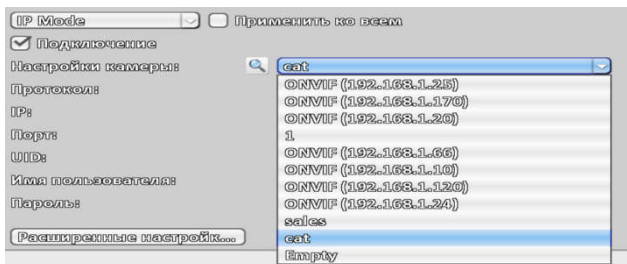 IP Mode Применить ко всем
Подключение
Настройки камеры: cat
Протокол: ONVIF (192.168.1.25)
ONVIF (192.168.1.170)
IP: ONVIF (192.168.1.20)
Порт: 1
UID: ONVIF (192.168.1.66)
ONVIF (192.168.1.10)
Имя пользователя: ONVIF (192.168.1.120)
Пароль: ONVIF (192.168.1.24)
sales
Расширенные настройк... cat
Empty